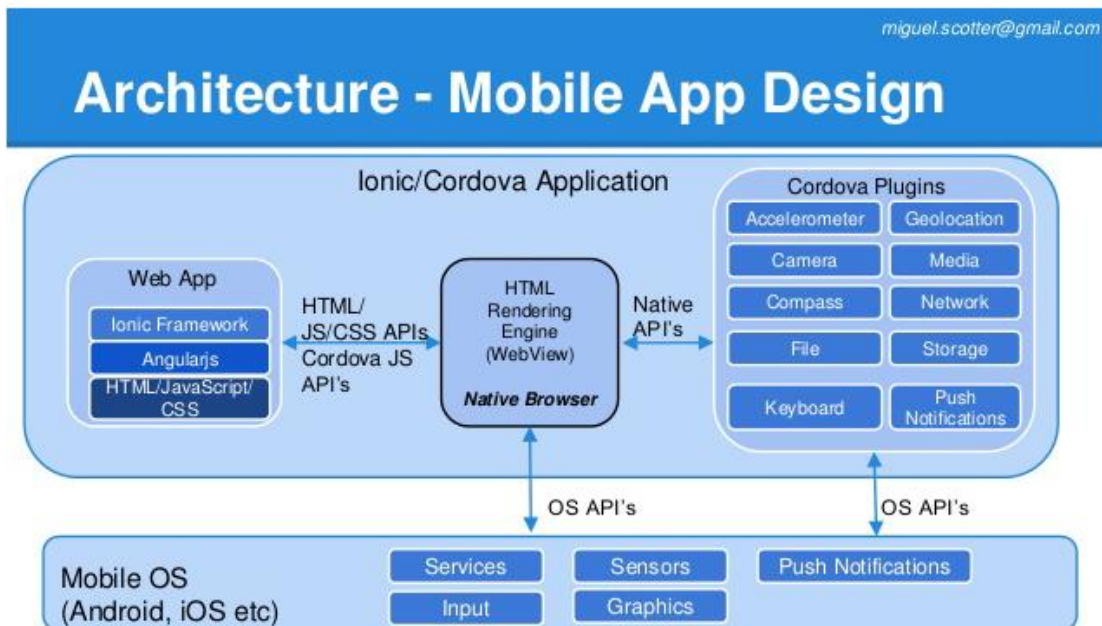 miguel.scotter@gmail.com
Architecture - Mobile App Design
Ionic/Cordova Application
Web App
Ionic Framework
Angularjs
HTML/JavaScript/
CSS
HTML/
JS/CSS APIs
Cordova JS
API's
HTML
Rendering
Engine
(WebView)
Native Browser
Native
API's
Cordova Plugins
Accelerometer
Geolocation
Camera
Media
Compass
Network
File
Storage
Keyboard
Push
Notifications
OS API's
OS API's
Mobile OS
(Android, iOS etc)
Services
Sensors
Push Notifications
Input
Graphics